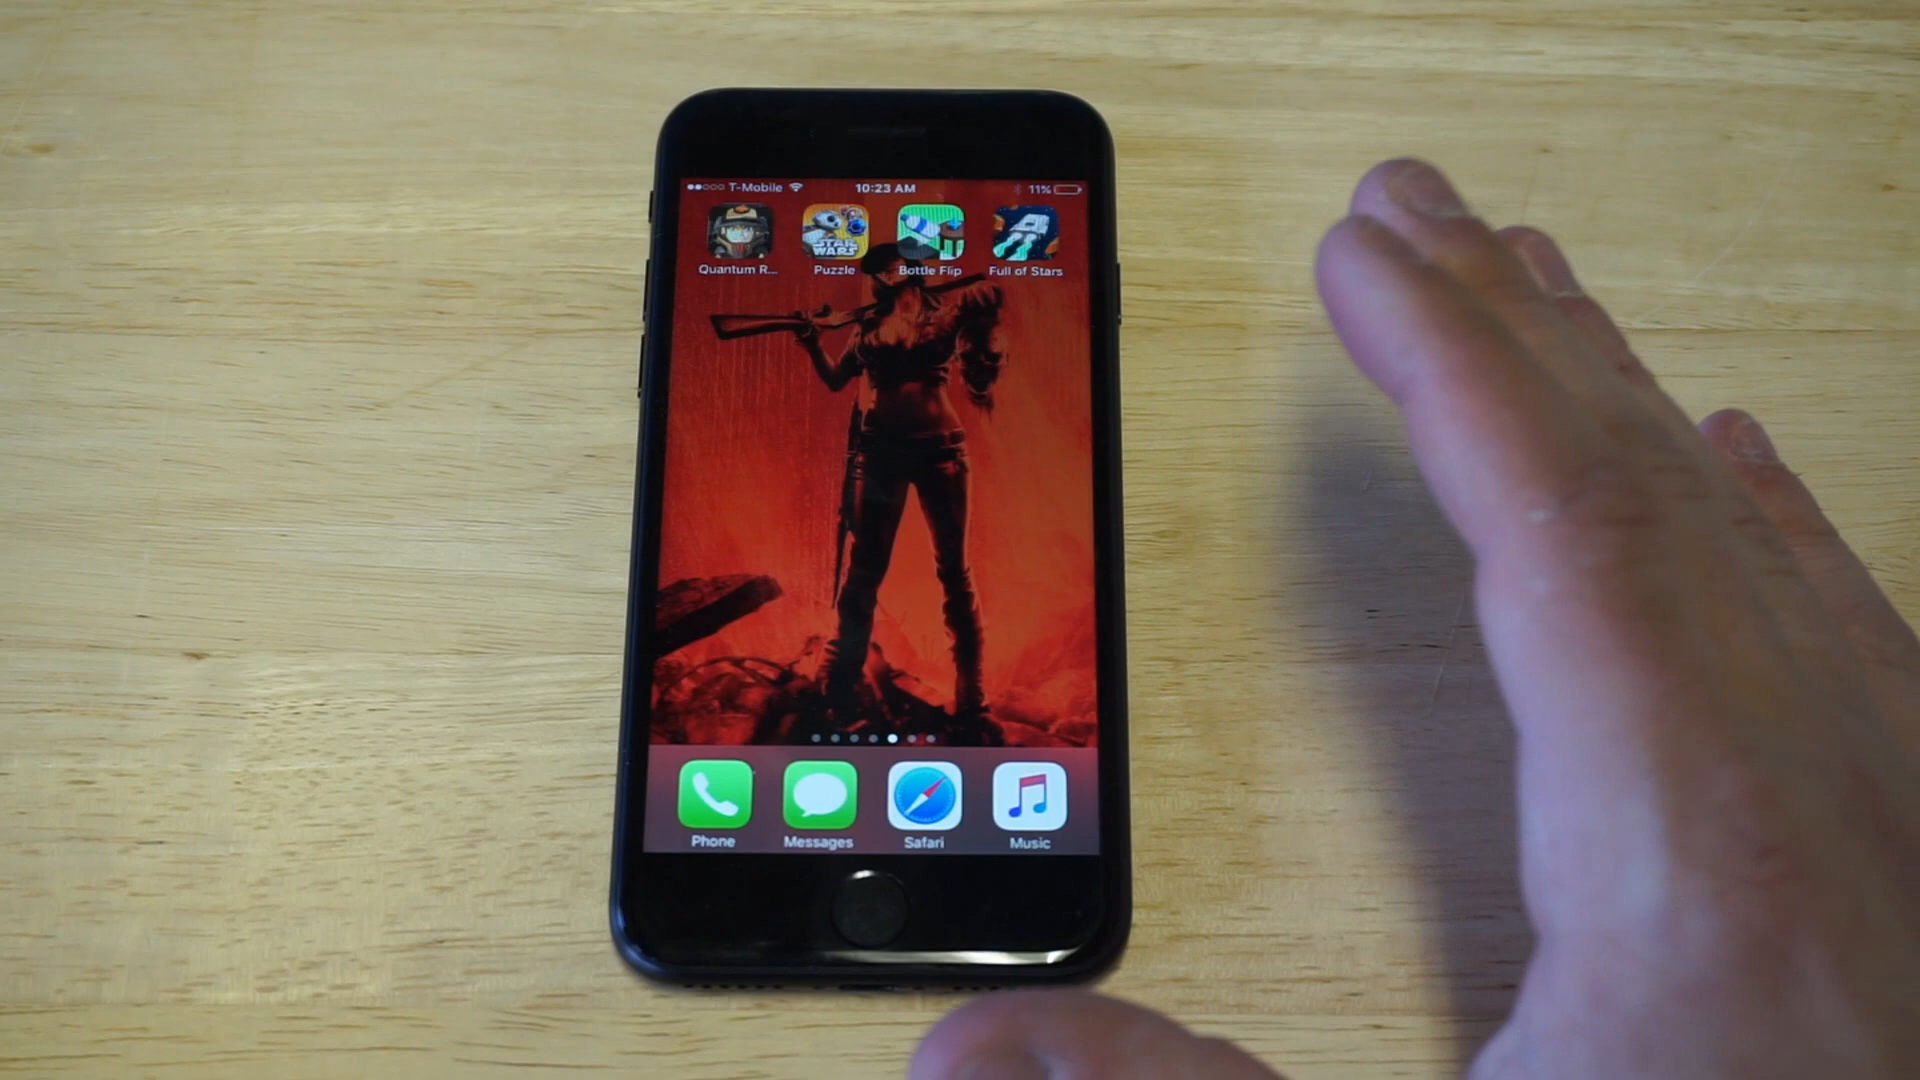 T-Mobile 10:23 AM 11%
STAR WARS
Quantum R... Puzzle Bottle Flip Full of Stars
Phone Messages Safari Music